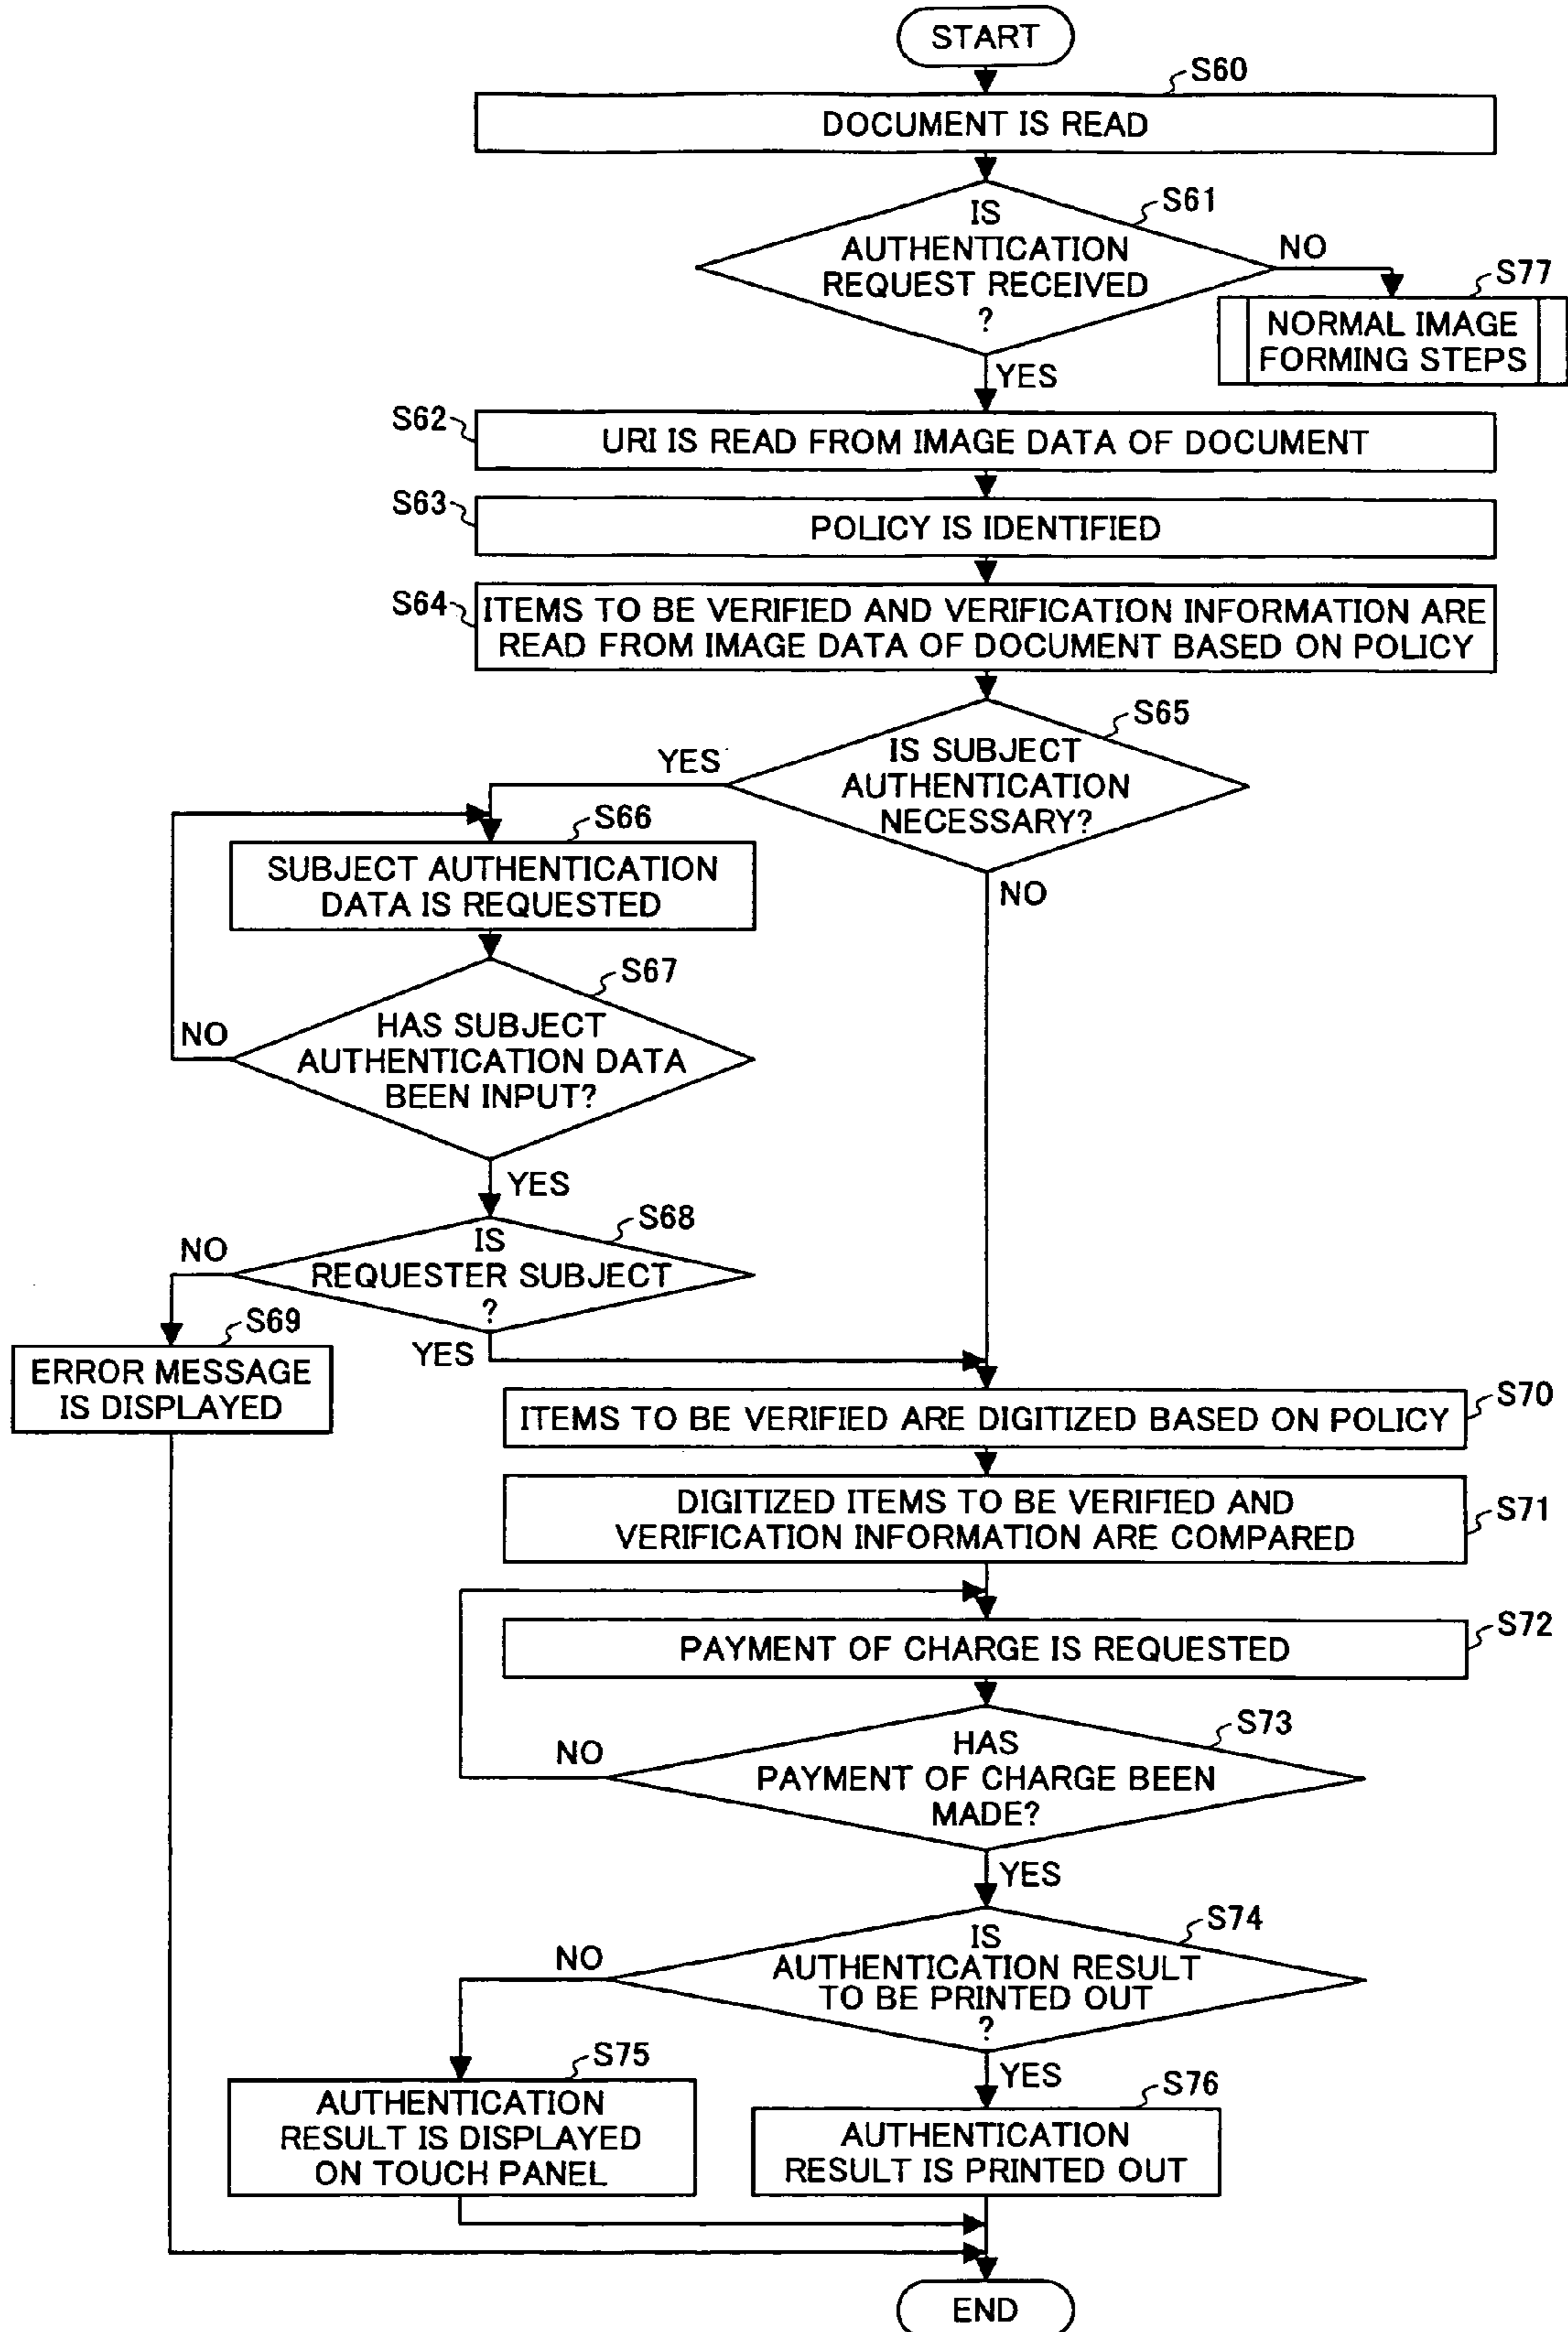 START
S60
DOCUMENT IS READ
S61
IS
AUTHENTICATION
REQUEST RECEIVED
?
NO
S77
NORMAL IMAGE
FORMING STEPS
YES
S62
URI IS READ FROM IMAGE DATA OF DOCUMENT
S63
POLICY IS IDENTIFIED
S64
ITEMS TO BE VERIFIED AND VERIFICATION INFORMATION ARE
READ FROM IMAGE DATA OF DOCUMENT BASED ON POLICY
S65
IS SUBJECT
AUTHENTICATION
NECESSARY?
YES
NO
S66
SUBJECT AUTHENTICATION
DATA IS REQUESTED
S67
HAS SUBJECT
AUTHENTICATION DATA
BEEN INPUT?
NO
YES
S68
IS
REQUESTER SUBJECT
?
NO
YES
S69
ERROR MESSAGE
IS DISPLAYED
S70
ITEMS TO BE VERIFIED ARE DIGITIZED BASED ON POLICY
S71
DIGITIZED ITEMS TO BE VERIFIED AND
VERIFICATION INFORMATION ARE COMPARED
S72
PAYMENT OF CHARGE IS REQUESTED
S73
HAS
PAYMENT OF CHARGE BEEN
MADE?
NO
YES
S74
IS
AUTHENTICATION RESULT
TO BE PRINTED OUT
?
NO
YES
S75
AUTHENTICATION
RESULT IS DISPLAYED
ON TOUCH PANEL
S76
AUTHENTICATION
RESULT IS PRINTED OUT
END